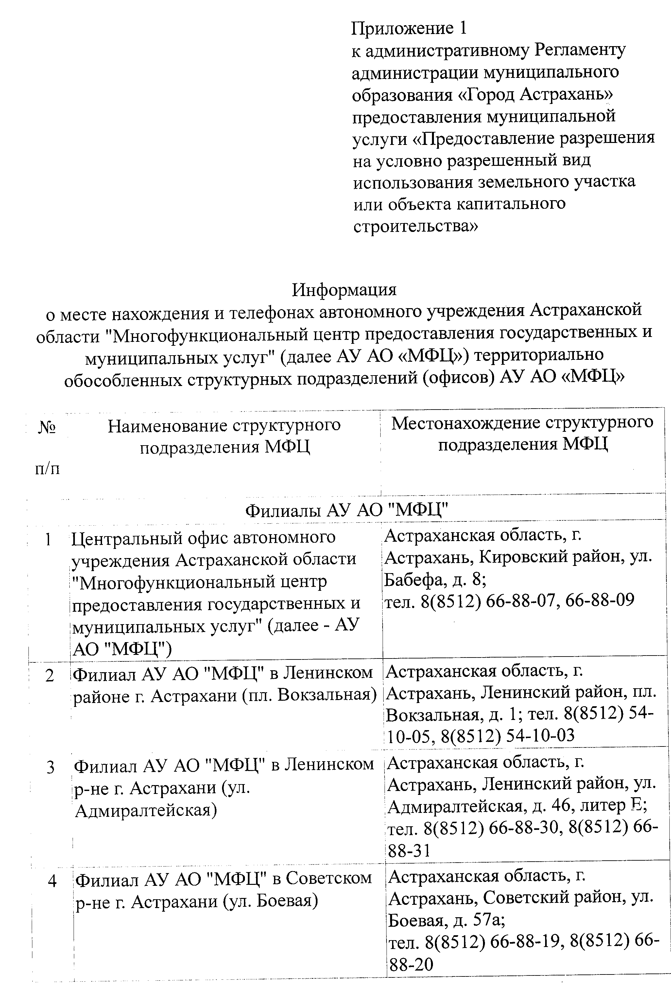 Приложение 1
к административному Регламенту
администрации муниципального
образования «Город Астрахань»
предоставления муниципальной
услуги «Предоставление разрешения
на условно разрешенный вид
использования земельного участка
или объекта капитального
строительства»
Информация
о месте нахождения и телефонах автономного учреждения Астраханской
области "Многофункциональный центр предоставления государственных и
муниципальных услуг" (далее АУ АО «МФЦ») территориально
обособленных структурных подразделений (офисов) АУ АО «МФЦ»
№
п/п
Наименование структурного
подразделения МФЦ
Местонахождение структурного
подразделения МФЦ
Филиалы АУ АО "МФЦ"
1
Центральный офис автономного
учреждения Астраханской области
"Многофункциональный центр
предоставления государственных и
муниципальных услуг" (далее - АУ
АО "МФЦ")
Астраханская область, г.
Астрахань, Кировский район, ул.
Бабефа, д. 8;
тел. 8(8512) 66-88-07, 66-88-09
2
Филиал АУ АО "МФЦ" в Ленинском
районе г. Астрахани (пл. Вокзальная)
Астраханская область, г.
Астрахань, Ленинский район, пл.
Вокзальная, д. 1; тел. 8(8512) 54-
10-05, 8(8512) 54-10-03
3
Филиал АУ АО "МФЦ" в Ленинском
р-не г. Астрахани (ул.
Адмиралтейская)
Астраханская область, г.
Астрахань, Ленинский район, ул.
Адмиралтейская, д. 46, литер Е;
тел. 8(8512) 66-88-30, 8(8512) 66-
88-31
4
Филиал АУ АО "МФЦ" в Советском
р-не г. Астрахани (ул. Боевая)
Астраханская область, г.
Астрахань, Советский район, ул.
Боевая, д. 57а;
тел. 8(8512) 66-88-19, 8(8512) 66-
88-20